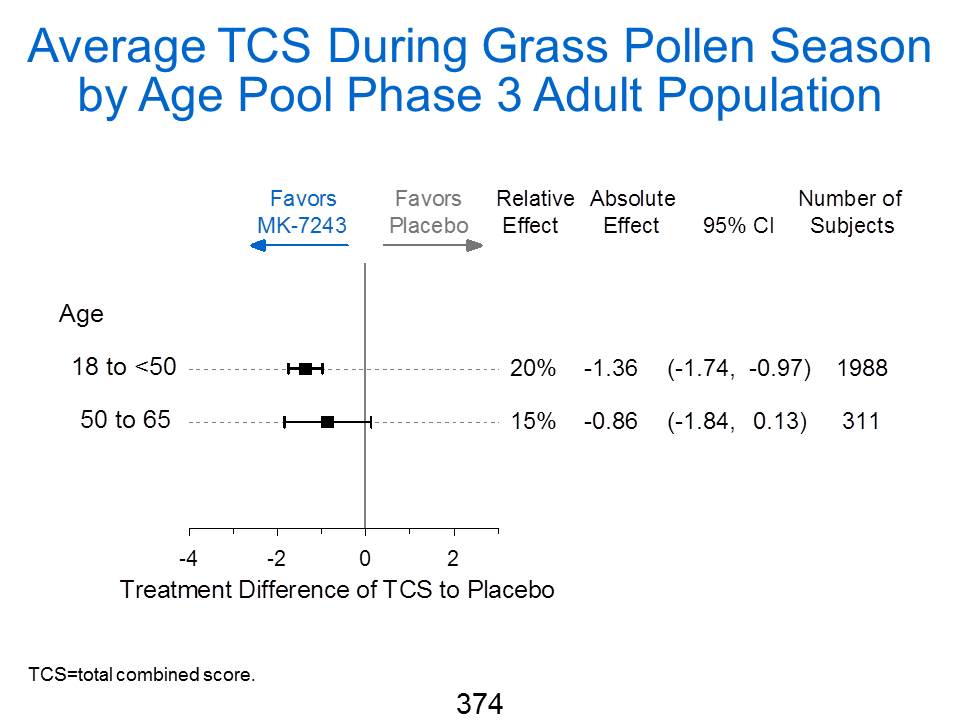 Average TCS During Grass Pollen Season
by Age Pool Phase 3 Adult Population
Favors Favors Relative Absolute Number of
MK-7243 Placebo Effect Effect 95% CI Subjects
Age
18 to <50 20% -1.36 (-1.74, -0.97) 1988
50 to 65 15% -0.86 (-1.84, 0.13) 311
-4 -2 0 2
Treatment Difference of TCS to Placebo
TCS=total combined score.
374